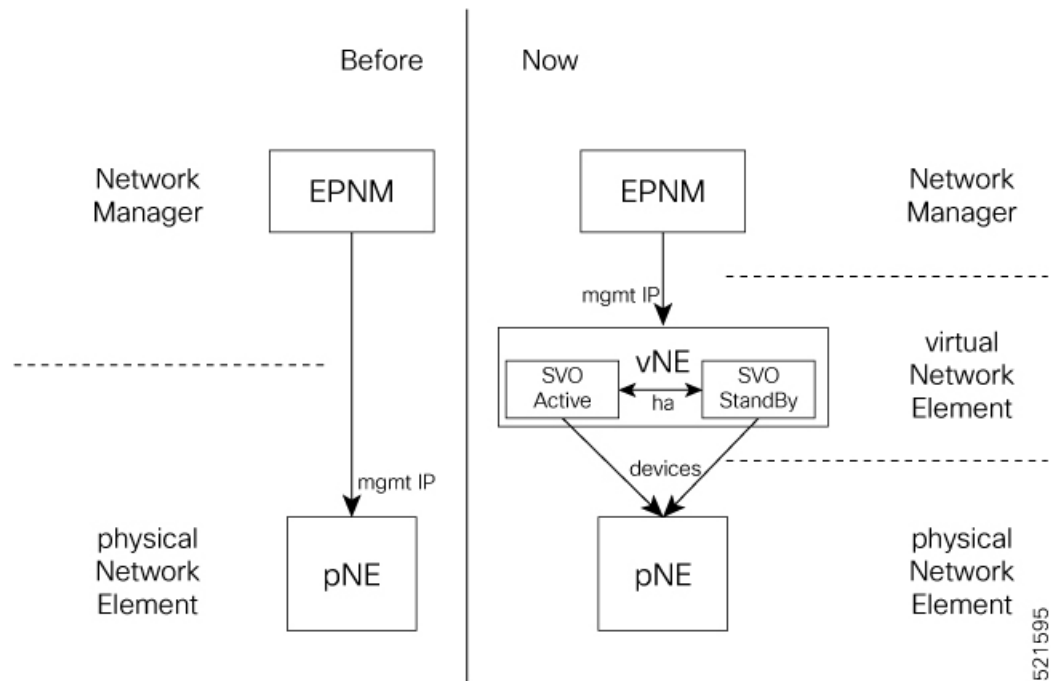 Before
Now
Network
Manager
EPNM
EPNM
Network
Manager
mgmt IP
vNE
SVO
Active
ha
SVO
StandBy
virtual
Network
Element
devices
mgmt IP
physical
Network
Element
pNE
pNE
physical
Network
Element
521595